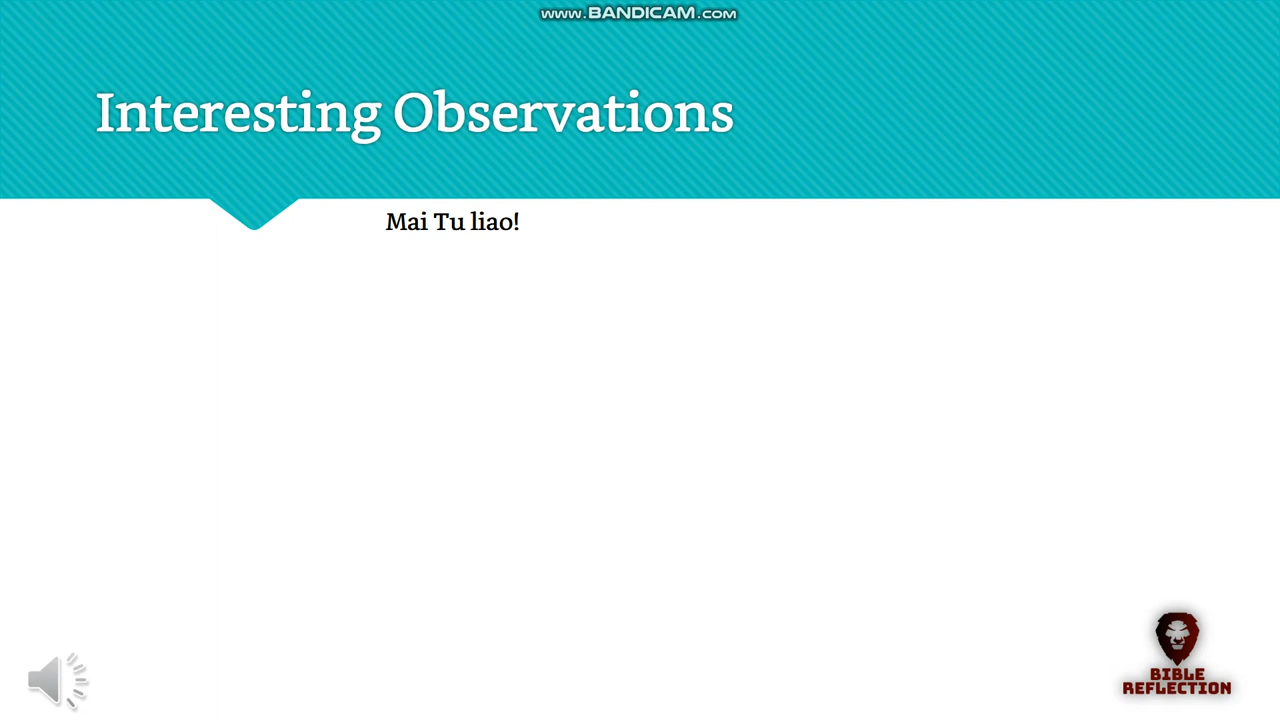 www.BANDICAM.com
Interesting Observations
Mai Tu liao!
BIBLE
REFLECTION